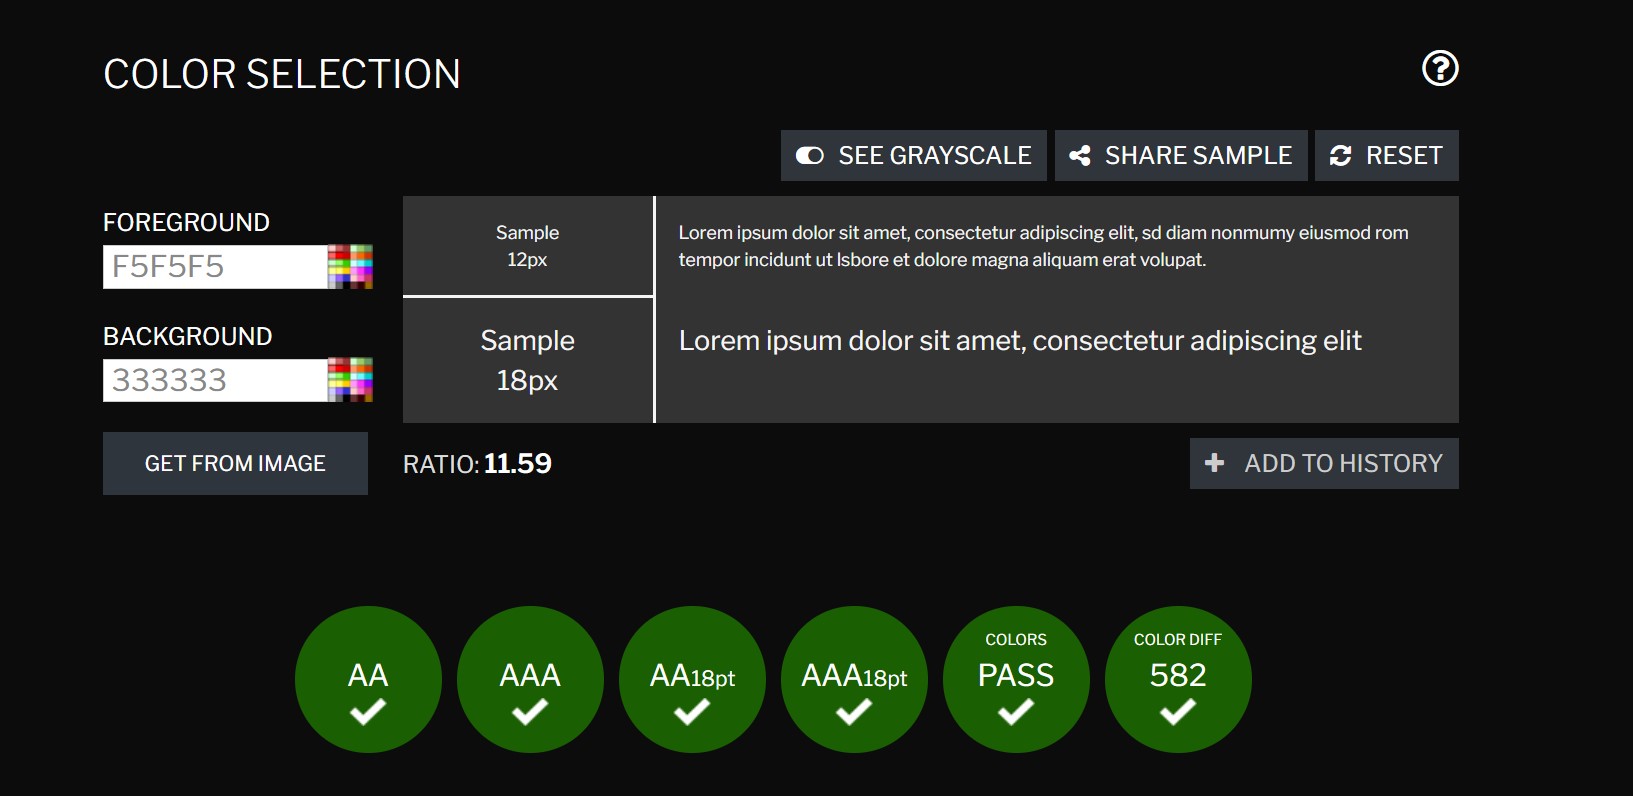 COLOR SELECTION
SEE GRAYSCALE
SHARE SAMPLE
RESET
FOREGROUND
F5F5F5
BACKGROUND
333333
GET FROM IMAGE
Sample
12px
Lorem ipsum dolor sit amet, consectetur adipiscing elit, sd diam nonmumy eiusmod rom
tempor incidunt ut lsbore et dolore magna aliquam erat volupat.
Sample
18px
Lorem ipsum dolor sit amet, consectetur adipiscing elit
RATIO: 11.59
ADD TO HISTORY
AA
AAA
AA18pt
AAA18pt
COLORS
PASS
COLOR DIFF
582